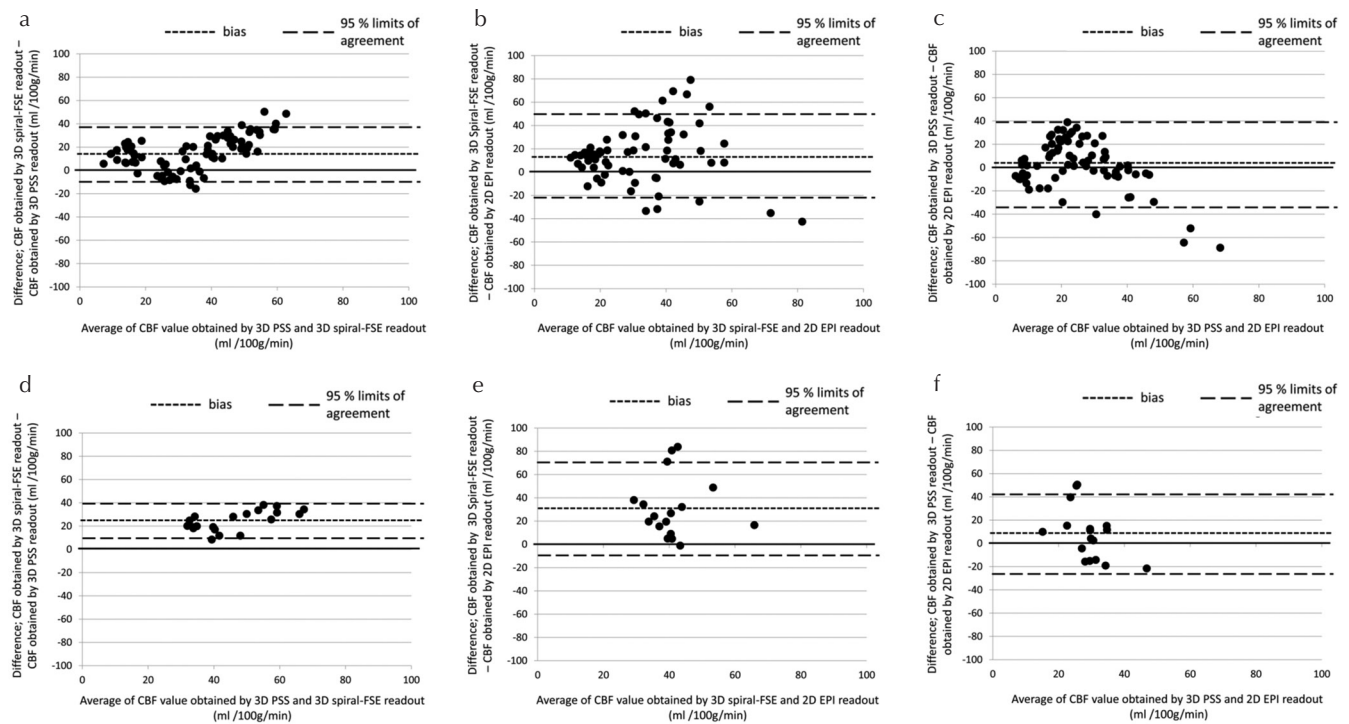 a
bias
95 % limits of
agreement
Difference; CBF obtained by 3D spiral-FSE readout –
CBF obtained by 3D PSS readout (ml /100g/min)
100
80
60
40
20
0
-20
-40
-60
-80
-100
0 20 40 60 80 100
Average of CBF value obtained by 3D PSS and 3D spiral-FSE readout
(ml /100g/min)
b
bias
95 % limits of
agreement
Difference; CBF obtained by 3D Spiral-FSE readout
– CBF obtained by 2D EPI readout (ml /100g/min)
100
80
60
40
20
0
-20
-40
-60
-80
-100
0 20 40 60 80 100
Average of CBF value obtained by 3D spiral-FSE and 2D EPI readout
(ml /100g/min)
c
bias
95 % limits of
agreement
Difference; CBF obtained by 3D PSS readout – CBF
obtained by 2D EPI readout (ml /100g/min)
100
80
60
40
20
0
-20
-40
-60
-80
-100
0 20 40 60 80 100
Average of CBF value obtained by 3D PSS and 2D EPI readout
(ml /100g/min)
d
bias
95 % limits of
agreement
Difference; CBF obtained by 3D spiral-FSE readout –
CBF obtained by 3D PSS readout (ml /100g/min)
100
80
60
40
20
0
-20
-40
-60
-80
-100
0 20 40 60 80 100
Average of CBF value obtained by 3D PSS and 3D spiral-FSE readout
(ml /100g/min)
e
bias
95 % limits of
agreement
Difference; CBF obtained by 3D Spiral-FSE readout
– CBF obtained by 2D EPI readout (ml /100g/min)
100
80
60
40
20
0
-20
-40
-60
-80
-100
0 20 40 60 80 100
Average of CBF value obtained by 3D spiral-FSE and 2D EPI readout
(ml /100g/min)
f
bias
95 % limits of
agreement
Difference; CBF obtained by 3D PSS readout – CBF
obtained by 2D EPI readout (ml /100g/min)
100
80
60
40
20
0
-20
-40
-60
-80
-100
0 20 40 60 80 100
Average of CBF value obtained by 3D PSS and 2D EPI readout
(ml /100g/min)